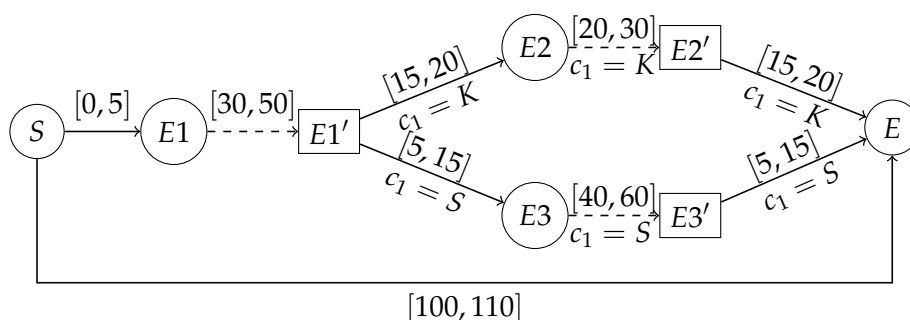 [20, 30]
E2
E2′
c₁ = K
[15, 20]
c₁ = K
[15, 20]
c₁ = K
[0, 5]
[30, 50]
S
E1
E1′
E
[5, 15]
c₁ = S
[5, 15]
c₁ = S
[40, 60]
E3
E3′
c₁ = S
[100, 110]